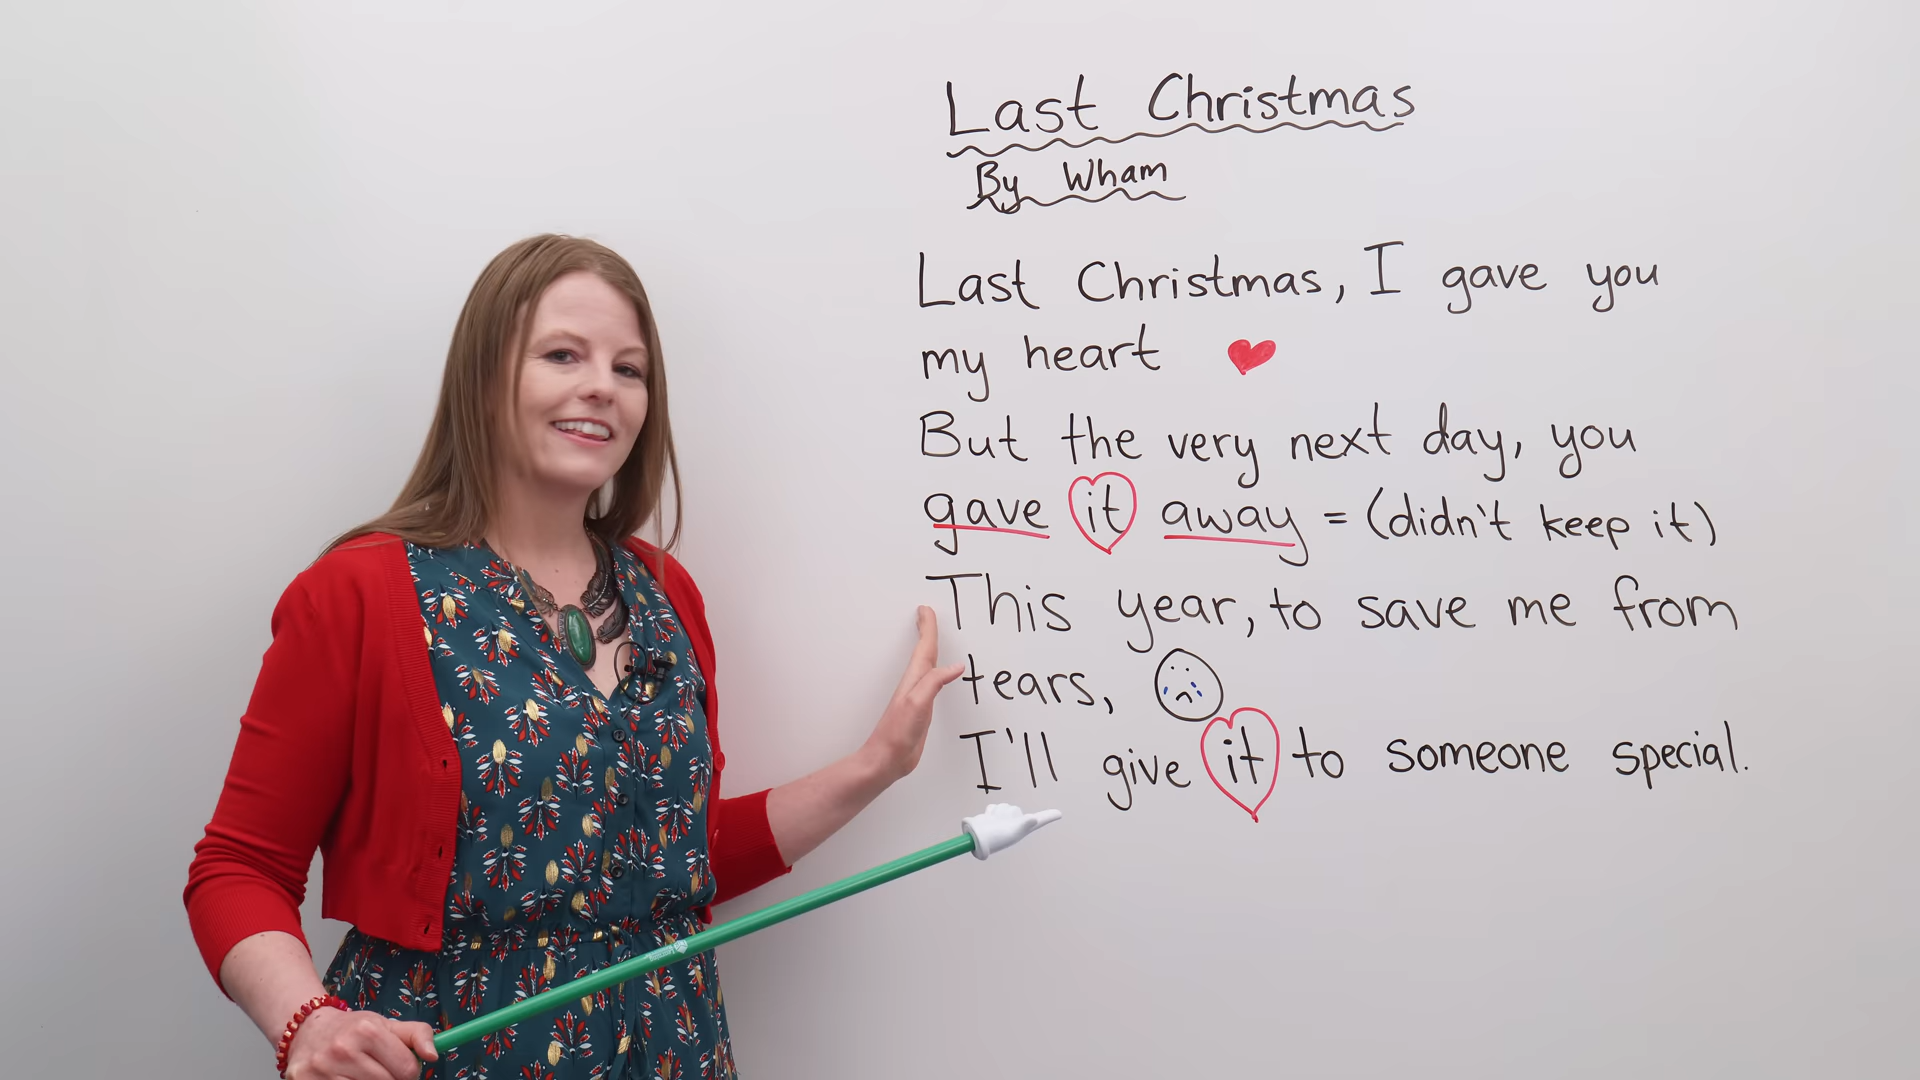 Last Christmas
By Wham
Last Christmas, I gave you
my heart
But the very next day, you
gave it away = (didn't keep it)
This year, to save me from
tears,
I'll give it to someone special.